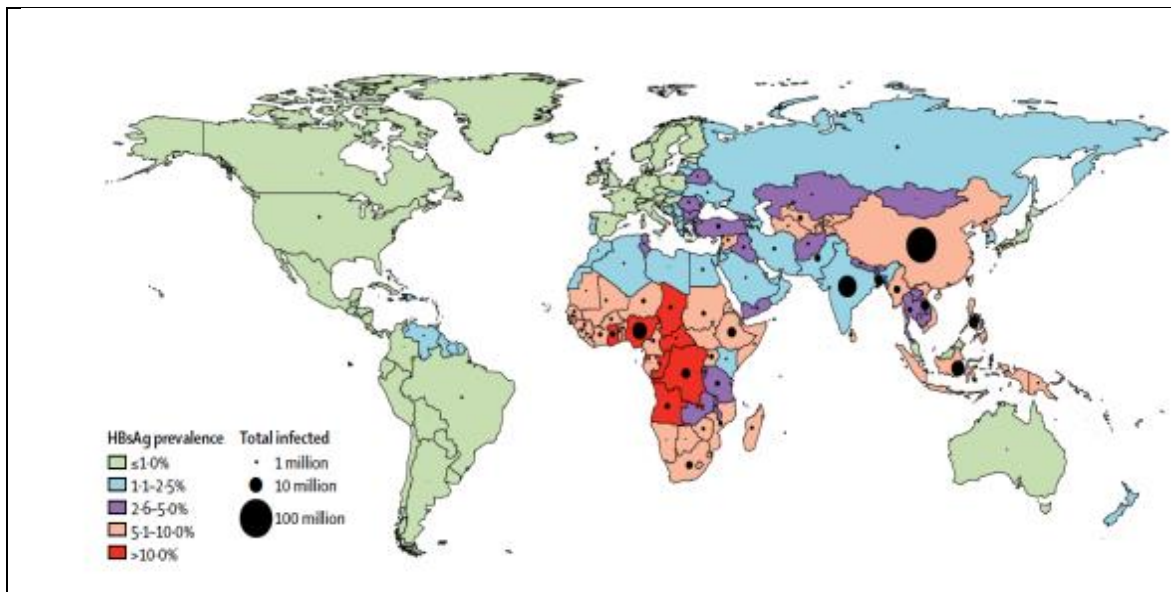 HBsAg prevalence
≤1·0%
1·1–2·5%
2·6–5·0%
5·1–10·0%
>10·0%
Total infected
1 million
10 million
100 million